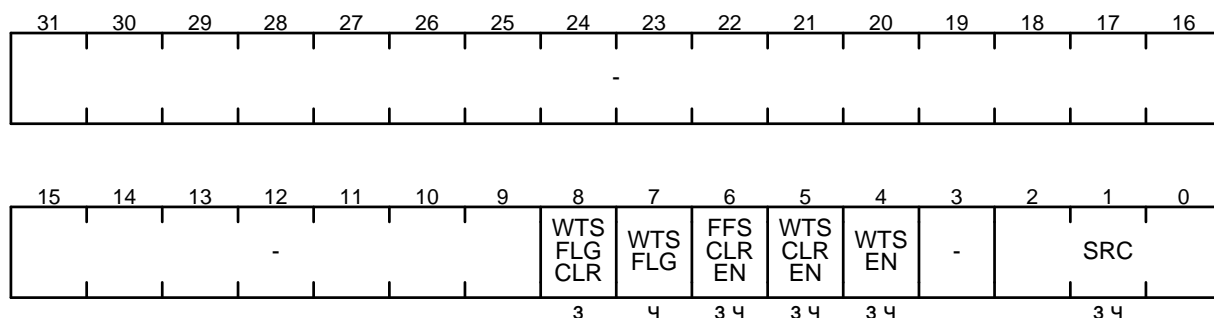 31 30 29 28 27 26 25 24 23 22 21 20 19 18 17 16
-
15 14 13 12 11 10 9 8 7 6 5 4 3 2 1 0
-
WTS FLG CLR
WTS FLG
FFS CLR EN
WTS CLR EN
WTS EN
-
SRC
з ч з ч з ч з ч з ч